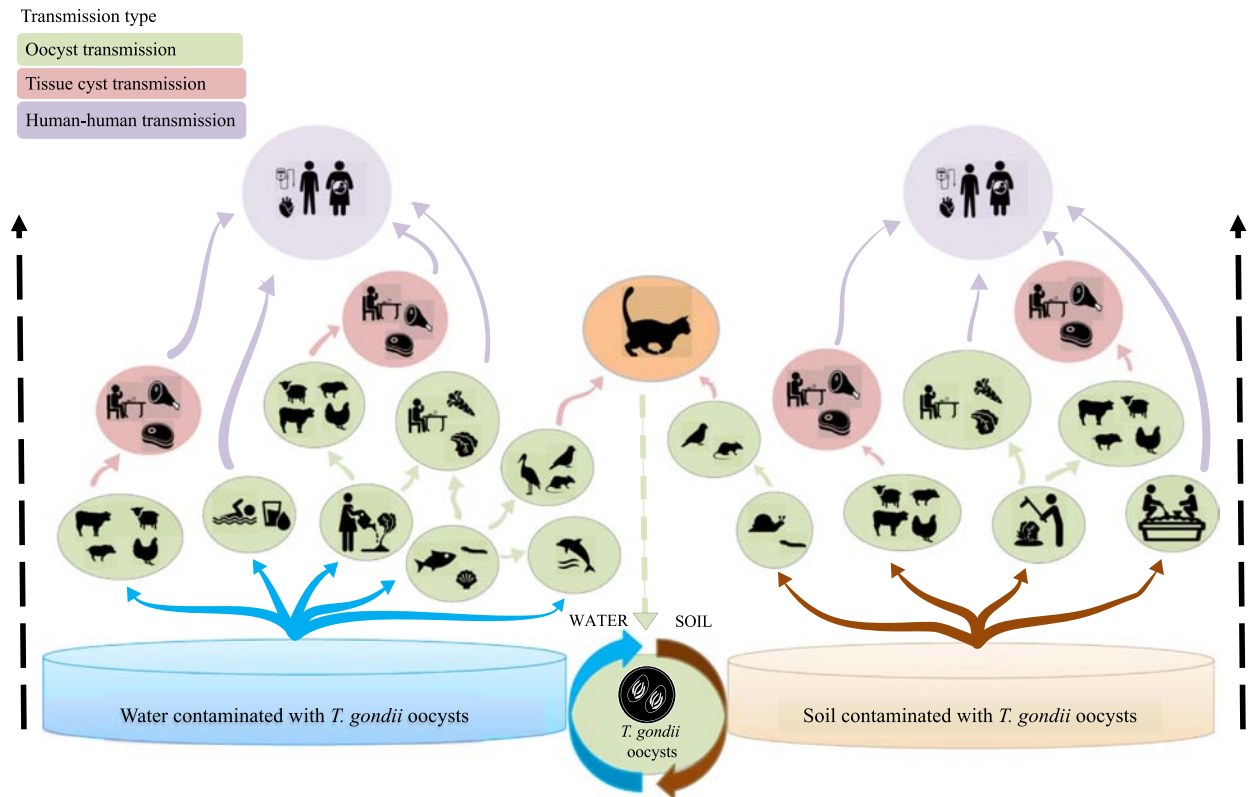 Transmission type
Oocyst transmission
Tissue cyst transmission
Human-human transmission
WATER
SOIL
Water contaminated with T. gondii oocysts
T. gondii
oocysts
Soil contaminated with T. gondii oocysts